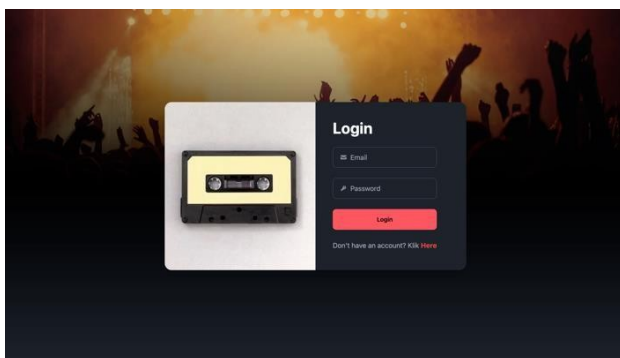 Login
Email
Password
Login
Don't have an account? Klik Here